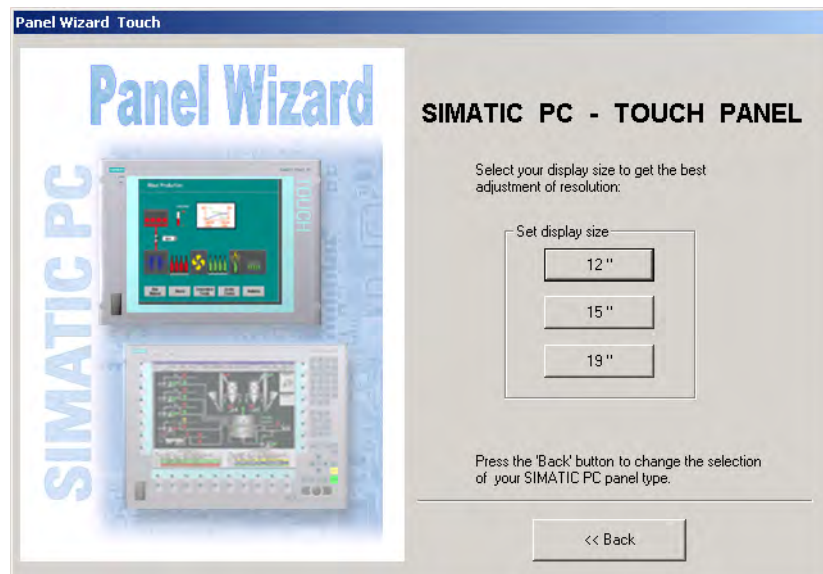 Panel Wizard Touch
Panel Wizard
SIMATIC PC
TOUCH
SIMATIC PC - TOUCH PANEL
Select your display size to get the best
adjustment of resolution:
Set display size
12 "
15 "
19 "
Press the 'Back' button to change the selection
of your SIMATIC PC panel type.
<< Back